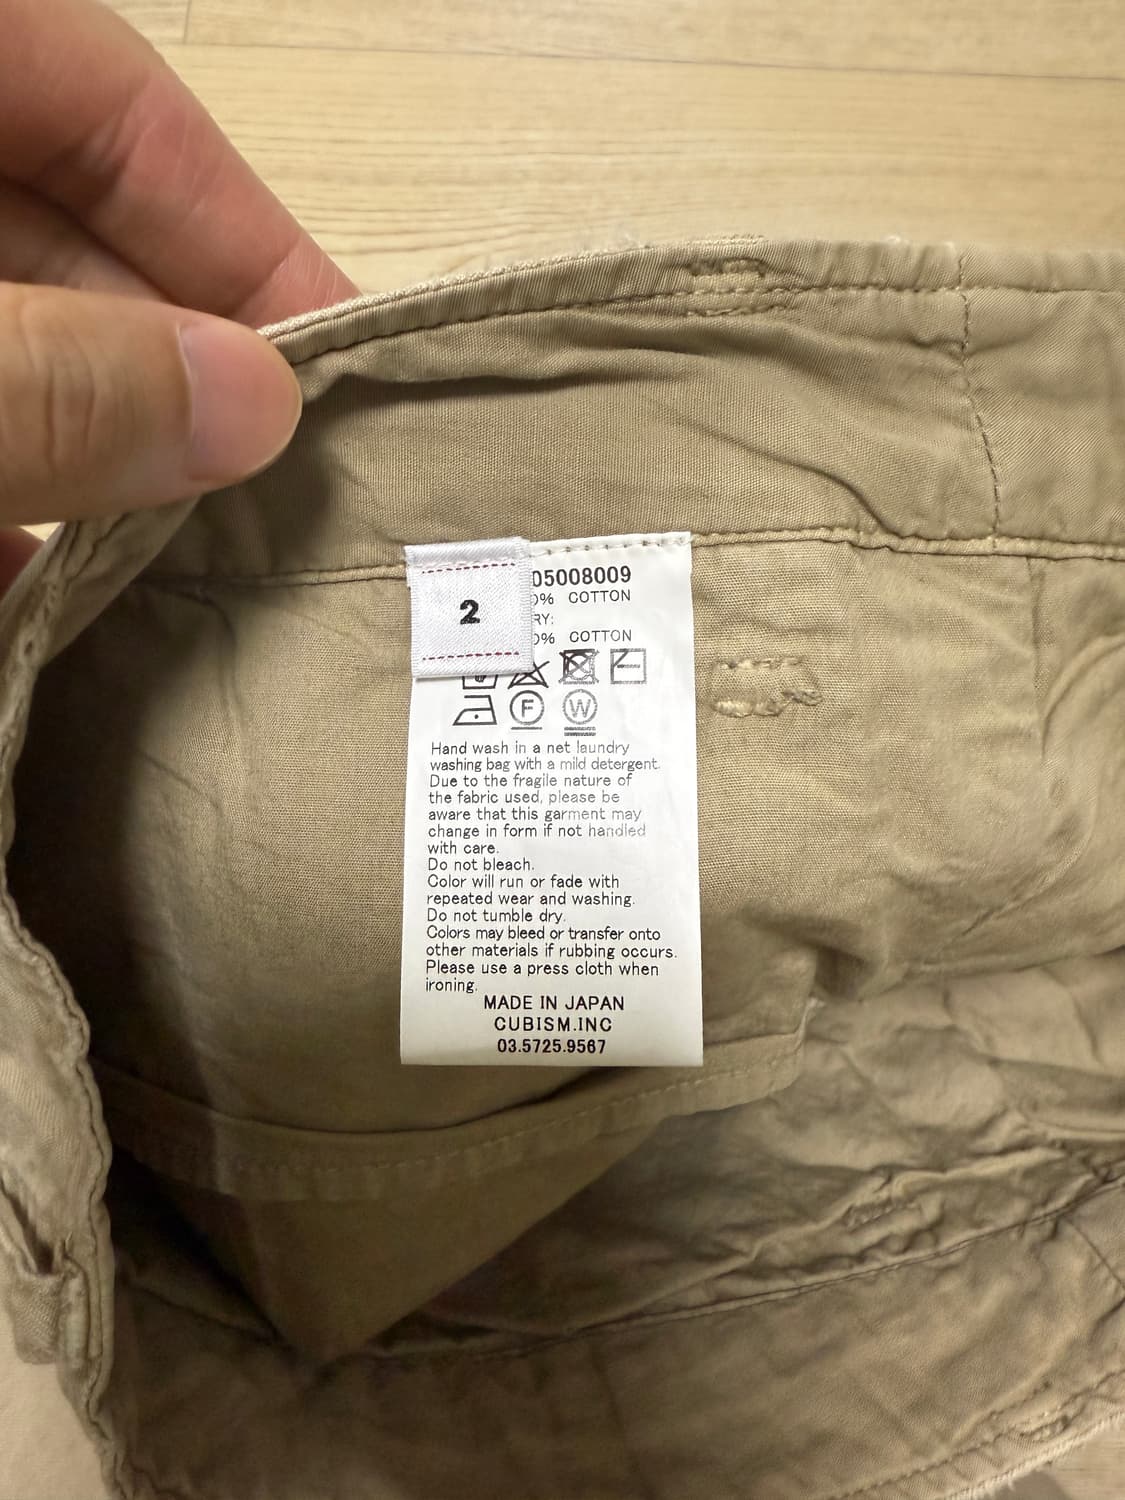 2
05008009
0% COTTON
RY:
0% COTTON
F W
Hand wash in a net laundry
washing bag with a mild detergent.
Due to the fragile nature of
the fabric used, please be
aware that this garment may
change in form if not handled
with care.
Do not bleach.
Color will run or fade with
repeated wear and washing.
Do not tumble dry.
Colors may bleed or transfer onto
other materials if rubbing occurs.
Please use a press cloth when
ironing.
MADE IN JAPAN
CUBISM.INC
03.5725.9567